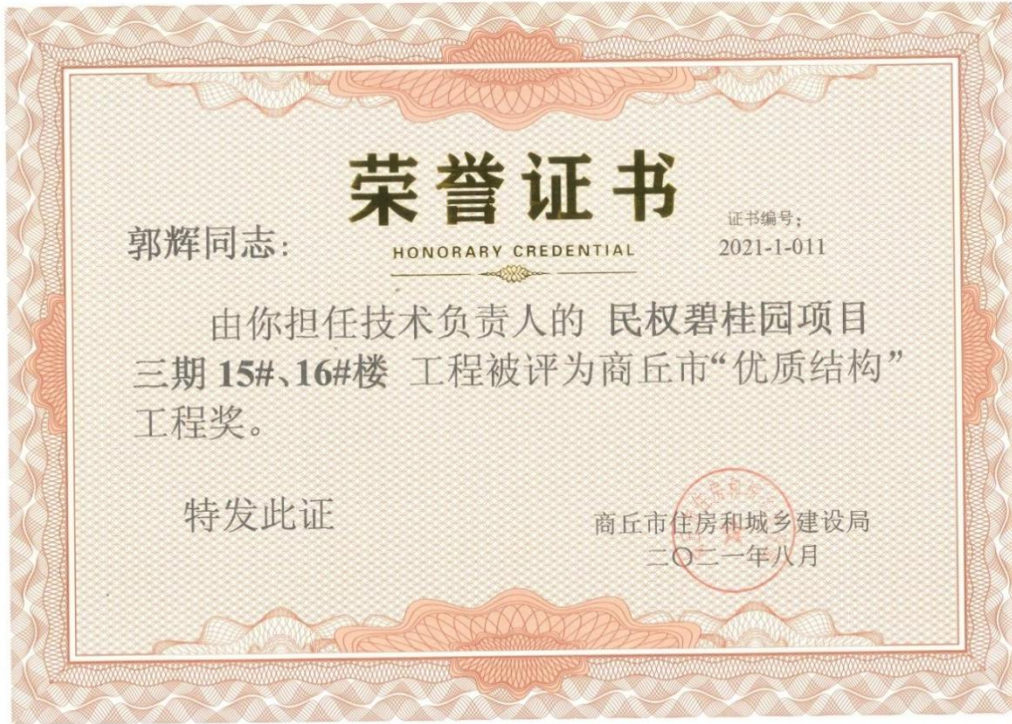 荣誉证书
HONORARY CREDENTIAL
证书编号：
2021-1-011
郭辉同志：
由你担任技术负责人的 民权碧桂园项目
三期 15#、16#楼 工程被评为商丘市“优质结构”
工程奖。
特发此证
商丘市住房和城乡建设局
二〇二一年八月